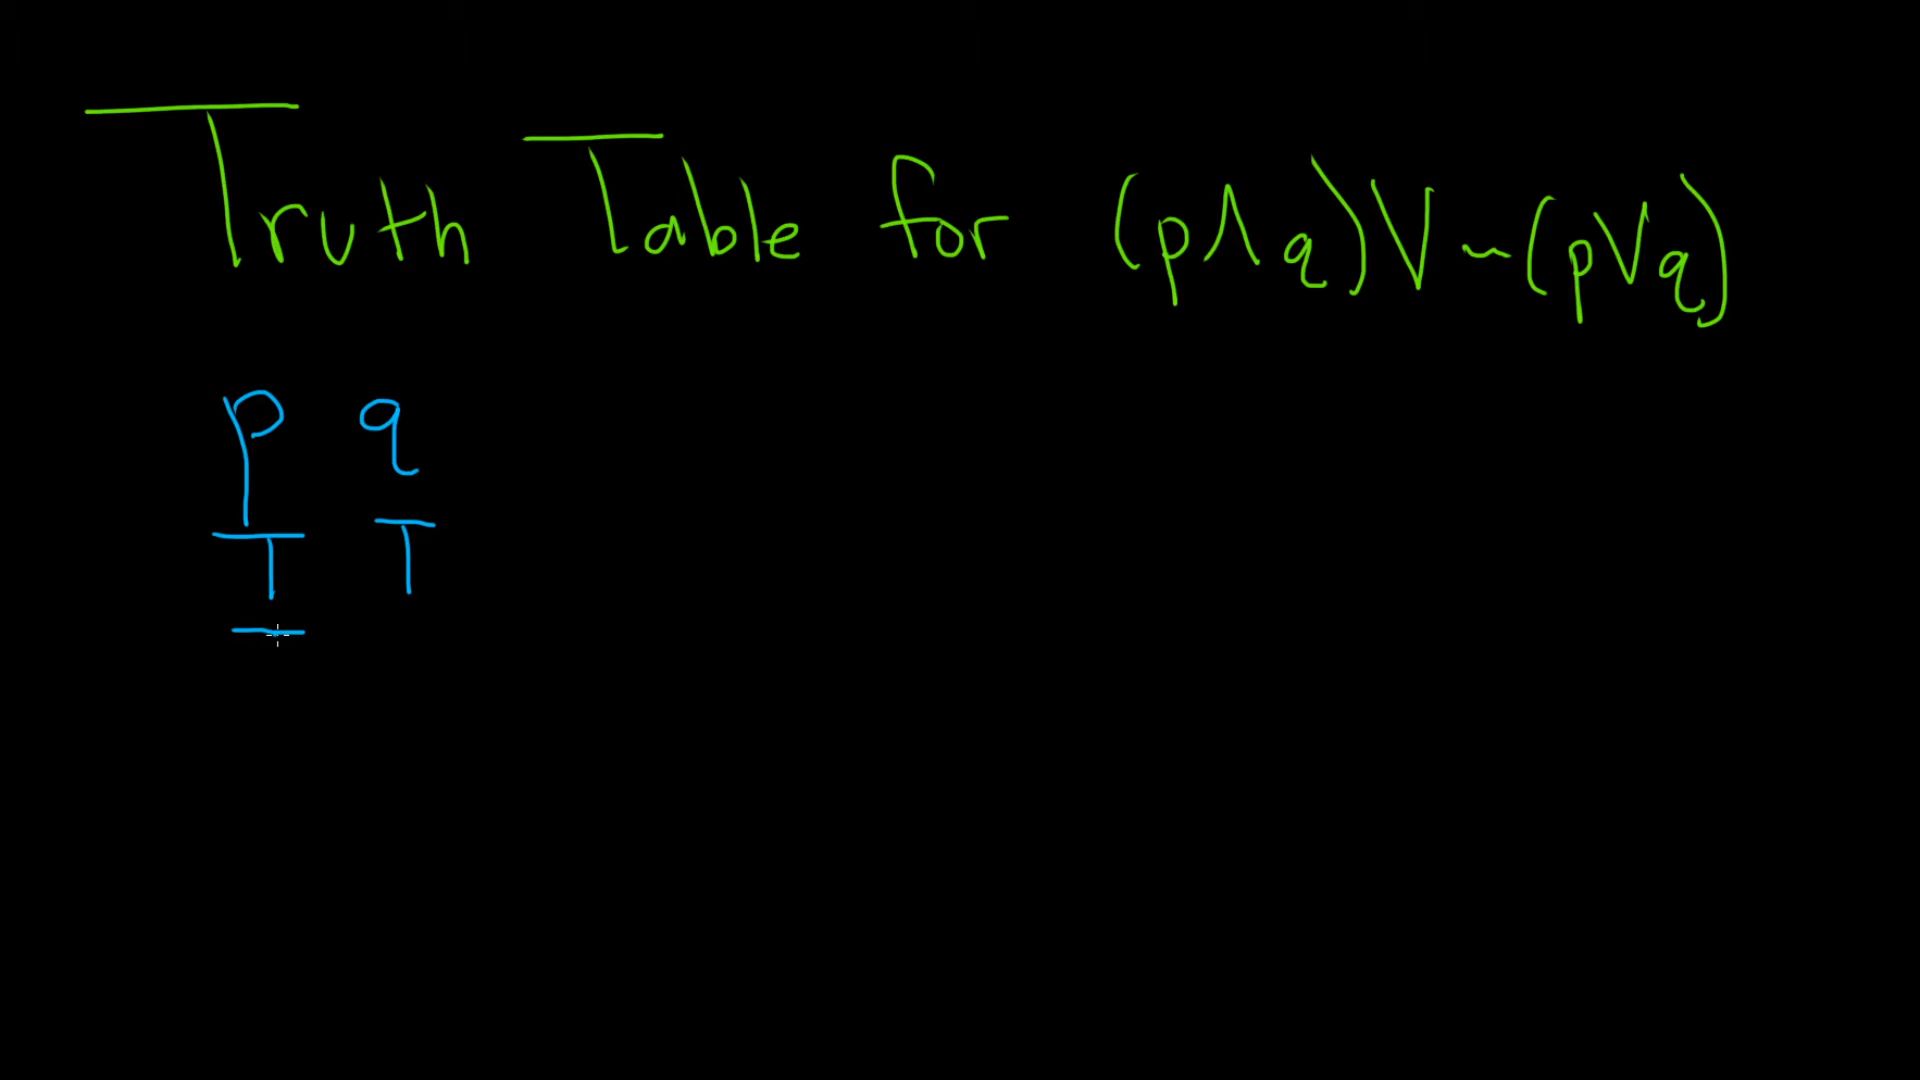 Truth Table for (p∧q)∨~(p∨q)
p q
T T